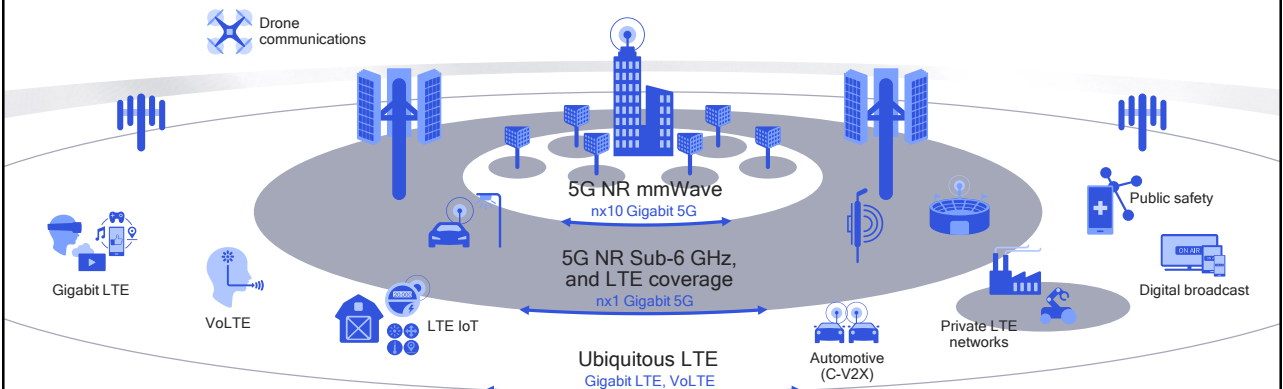 Drone
communications
5G NR mmWave
nx10 Gigabit 5G
Public safety
5G NR Sub-6 GHz,
and LTE coverage
nx1 Gigabit 5G
ON AIR
Gigabit LTE
VoLTE
20,000
LTE IoT
Digital broadcast
Private LTE
networks
Automotive
(C-V2X)
Ubiquitous LTE
Gigabit LTE, VoLTE